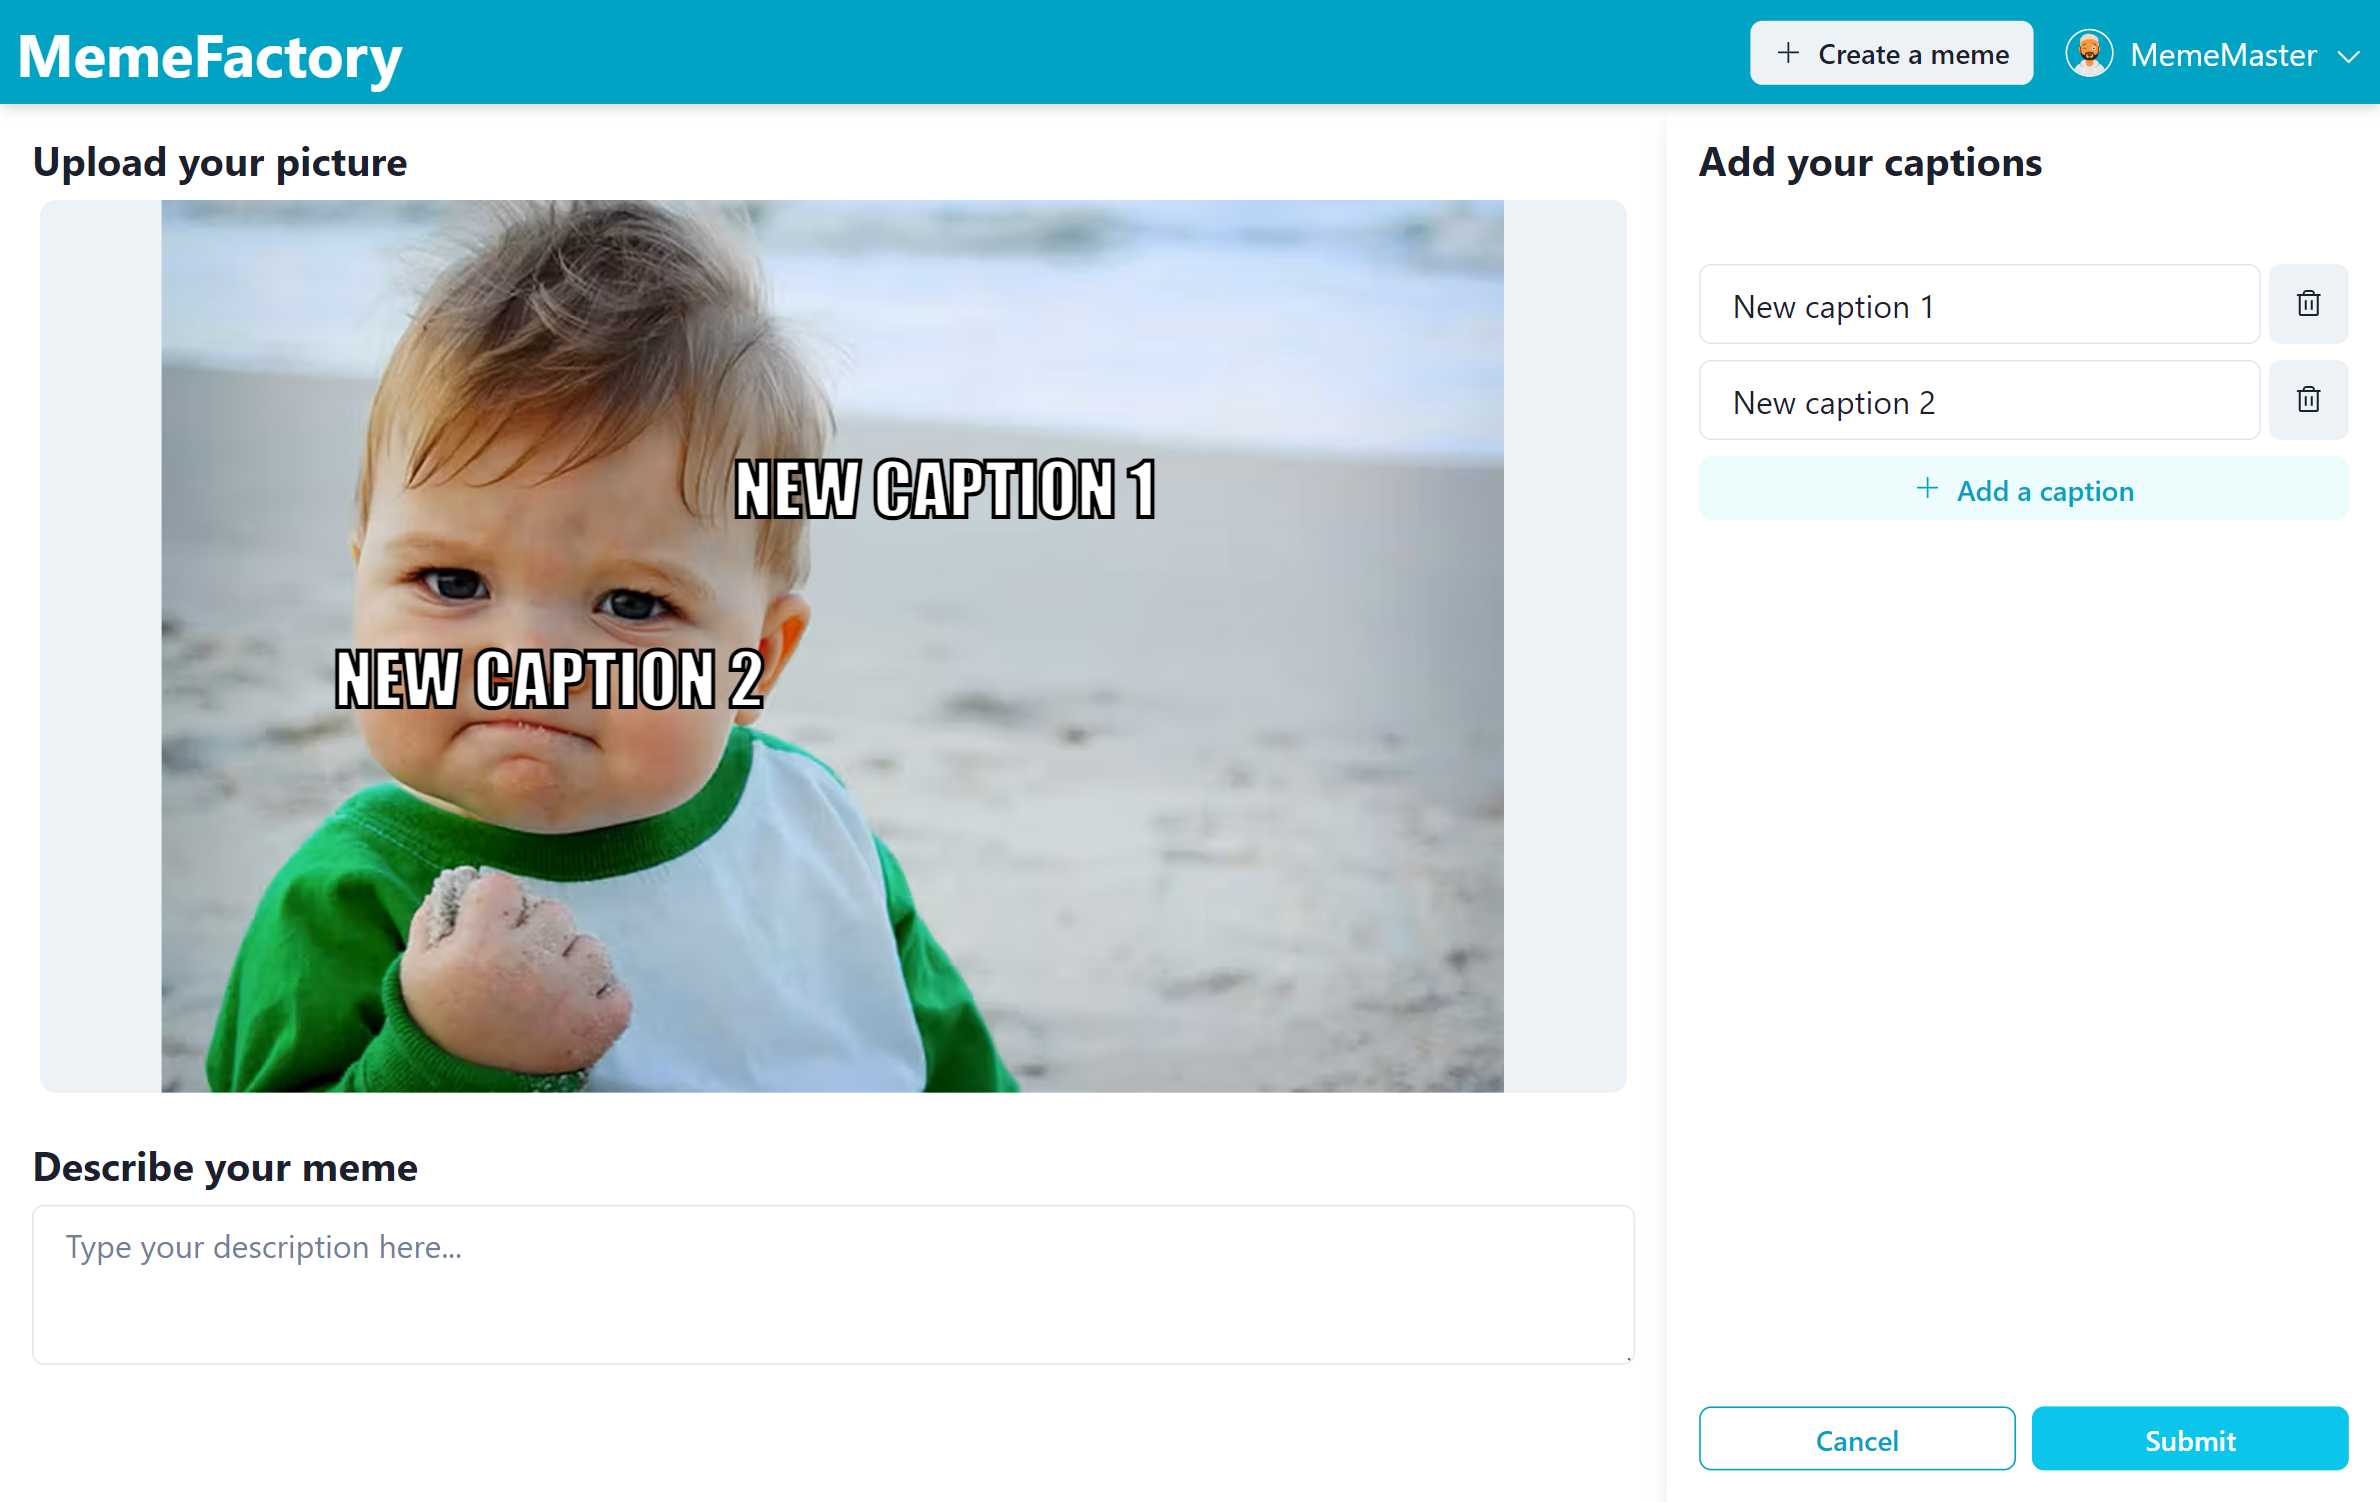 MemeFactory
Create a meme
MemeMaster
Upload your picture
NEW CAPTION 1
NEW CAPTION 2
Describe your meme
Type your description here...
Add your captions
New caption 1
New caption 2
Add a caption
Cancel
Submit